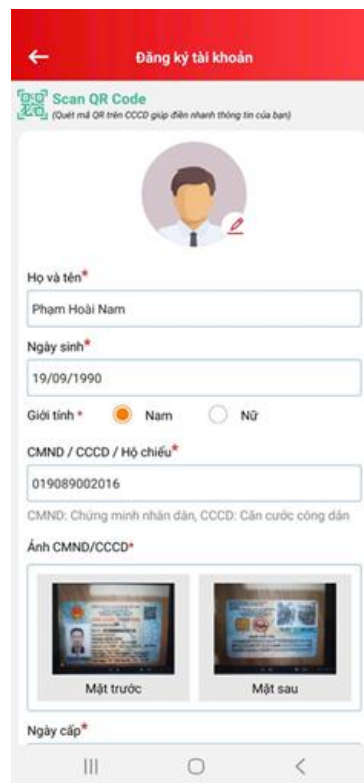 Đăng ký tài khoản
Scan QR Code
(Quét mã QR trên CCCD giúp điền nhanh thông tin của bạn)
Họ và tên*
Phạm Hoài Nam
Ngày sinh*
19/09/1990
Giới tính * Nam Nữ
CMND / CCCD / Hộ chiếu*
019089002016
CMND: Chứng minh nhân dân, CCCD: Căn cước công dân
Ảnh CMND/CCCD*
Mặt trước Mặt sau
Ngày cấp*